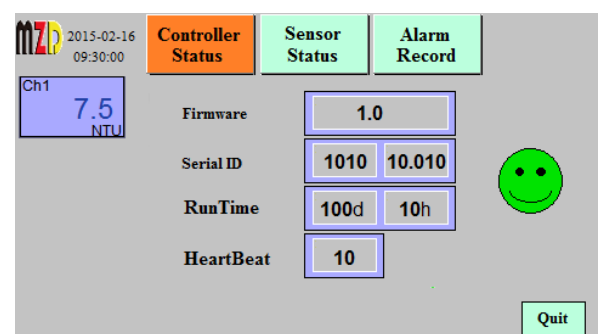 MZD 2015-02-16
09:30:00
Controller
Status
Sensor
Status
Alarm
Record
Ch1
7.5
NTU
Firmware 1.0
Serial ID 1010 10.010
RunTime 100d 10h
HeartBeat 10
Quit